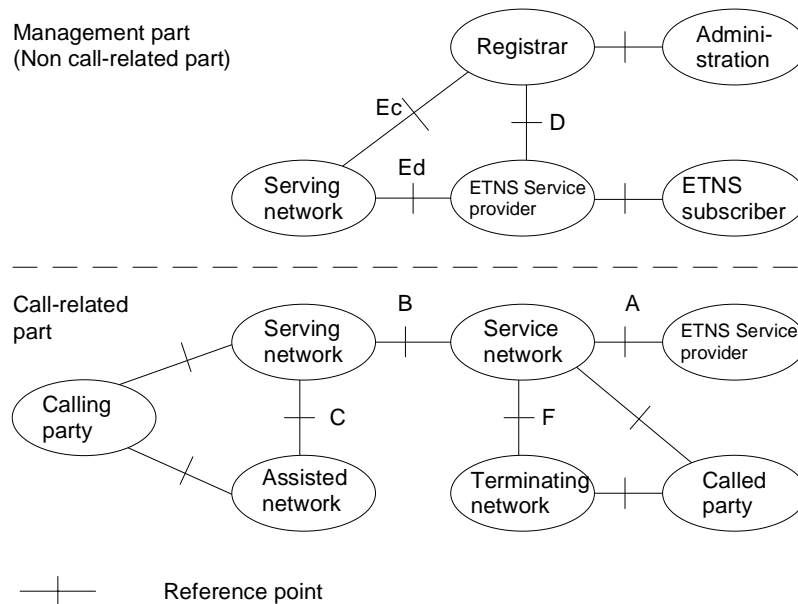 Management part
(Non call-related part)
Registrar
Admini-
stration
Ec
D
Ed
Serving
network
ETNS Service
provider
ETNS
subscriber
Call-related
part
B
A
Serving
network
Service
network
ETNS Service
provider
Calling
party
C
F
Assisted
network
Terminating
network
Called
party
Reference point